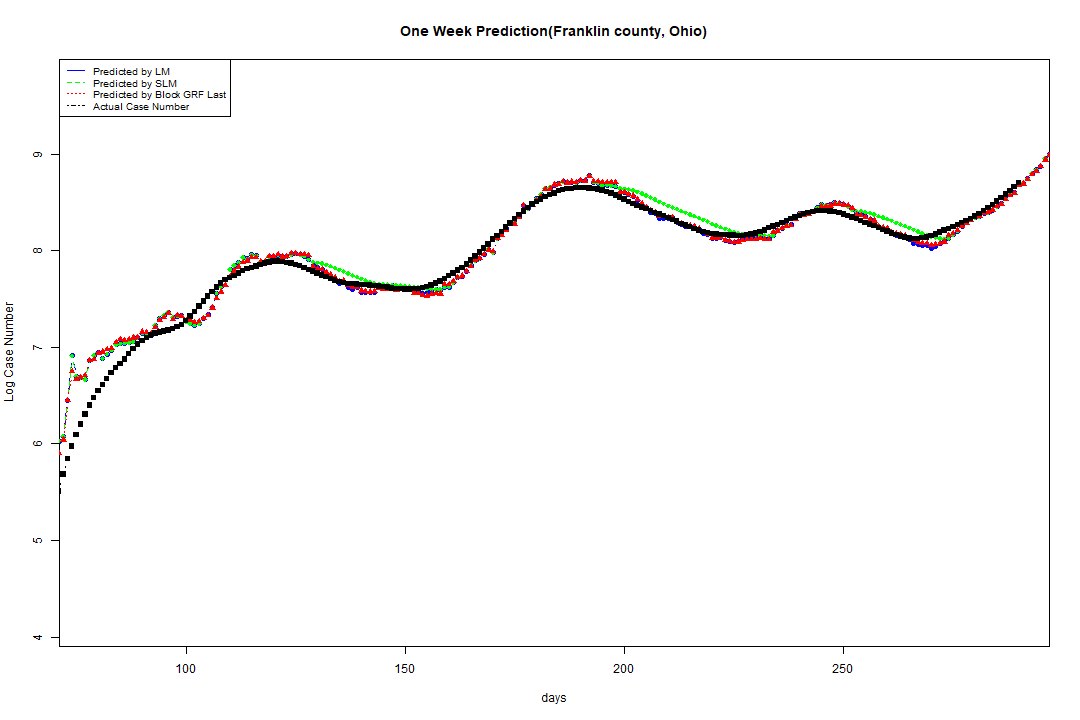 One Week Prediction(Franklin county, Ohio)
Predicted by LM
Predicted by SLM
Predicted by Block GRF Last
Actual Case Number
9
8
7
6
5
4
Log Case Number
100 150 200 250
days